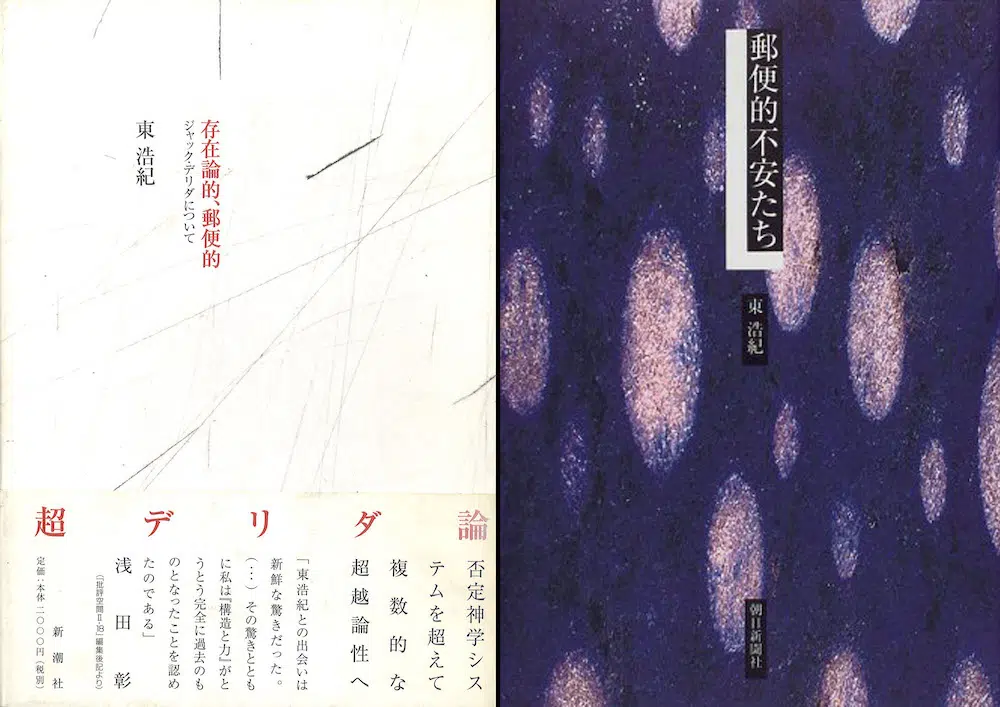 存在論的、郵便的
ジャック・デリダについて
東 浩紀
超デリダ論
否定神学シス
テムを超えて
複数的な
超越論性へ
「東浩紀との出会いは
新鮮な驚きだった。
(…) その驚きととも
に私は『構造と力』がと
うとう完全に過去のも
のとなったことを認め
たのである」
浅田 彰
(『批評空間Ⅱ-18』編集後記より)
新潮社
定価:本体 二〇〇〇円(税別)
郵便的不安たち
東 浩紀
朝日新聞社